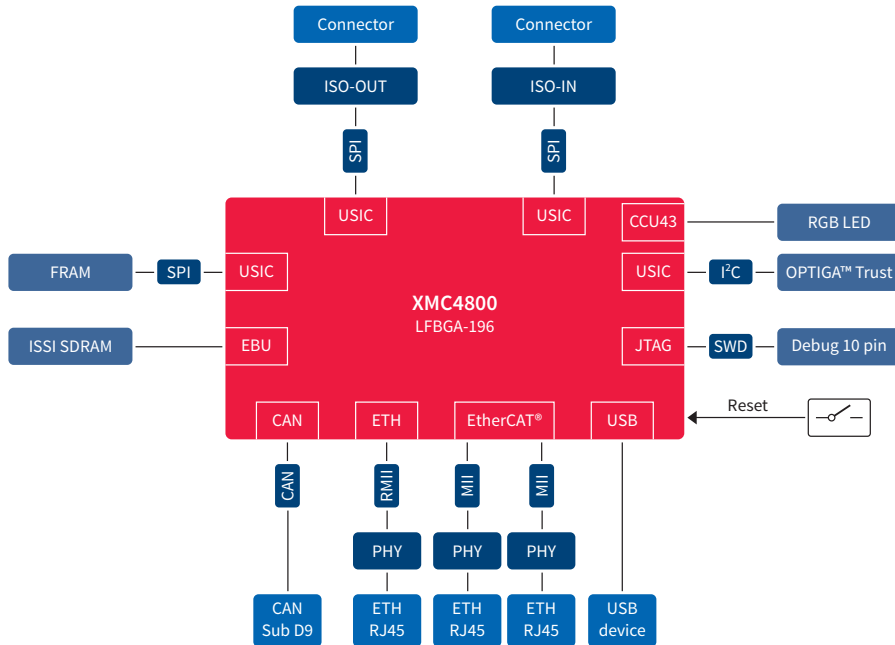 Connector
Connector
ISO-OUT
ISO-IN
SPI
SPI
USIC
USIC
CCU43
RGB LED
FRAM
SPI
USIC
USIC
I²C
OPTIGA™ Trust
XMC4800
LFBGA-196
ISSI SDRAM
EBU
JTAG
SWD
Debug 10 pin
Reset
CAN
ETH
EtherCAT®
USB
CAN
RMII
MII
MII
PHY
PHY
PHY
CAN
Sub D9
ETH
RJ45
ETH
RJ45
ETH
RJ45
USB
device